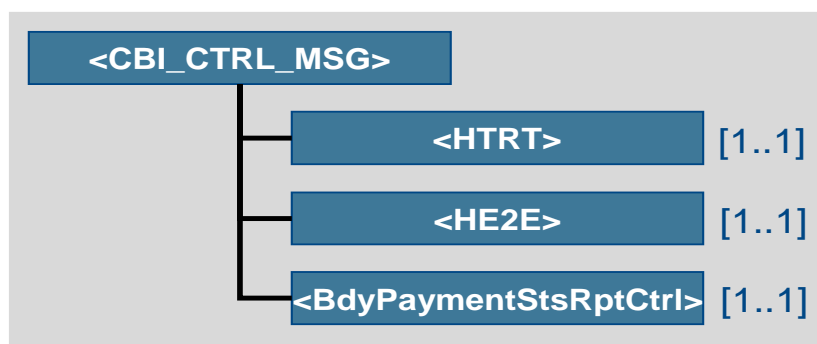 <CBI_CTRL_MSG>
<HTRT> [1..1]
<HE2E> [1..1]
<BdyPaymentStsRptCtrl> [1..1]